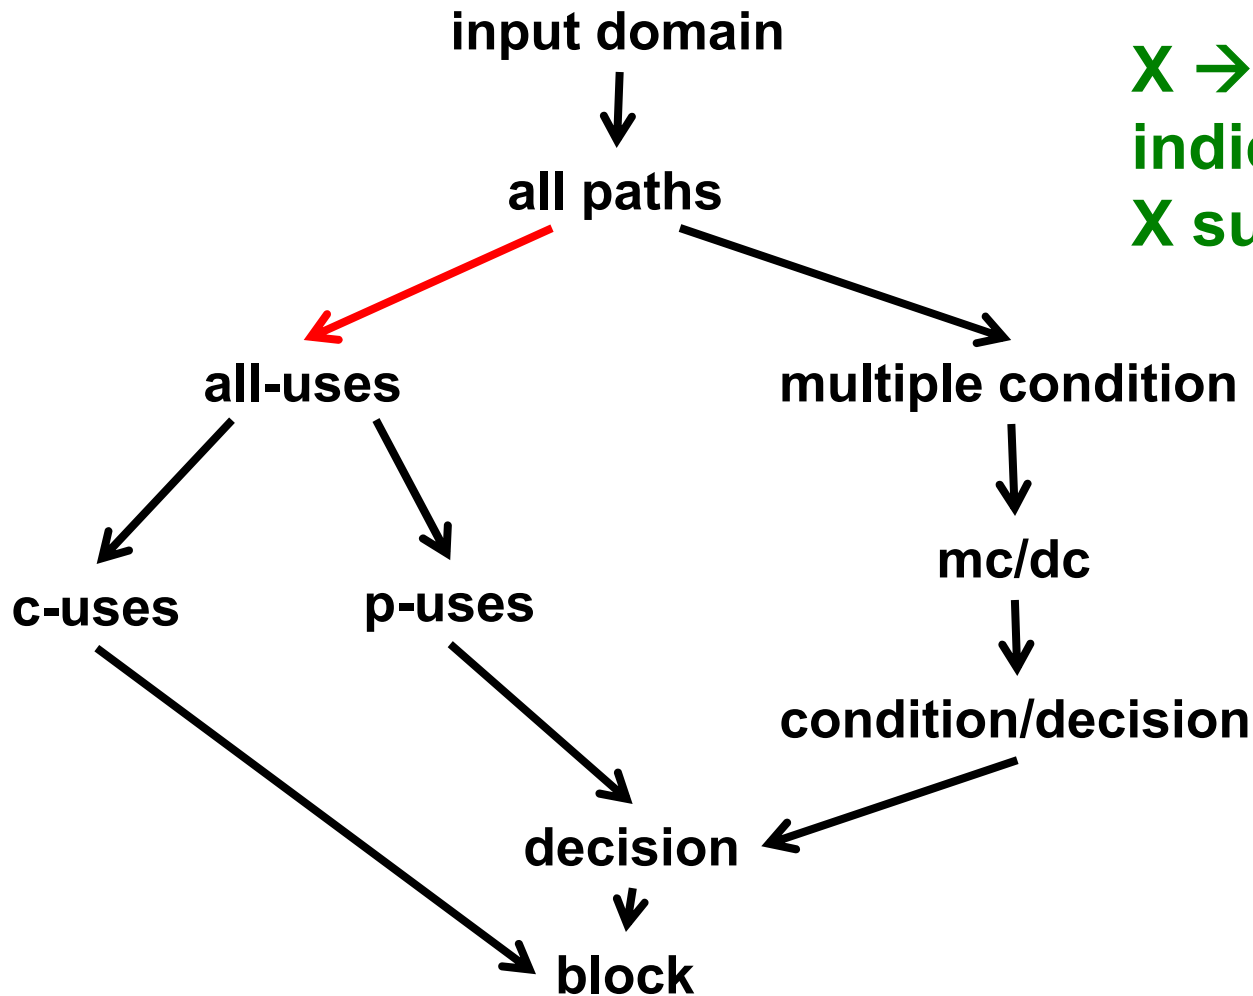 input domain
X →
all paths
X
all-uses
multiple condition
mc/dc
c-uses
p-uses
condition/decision
decision
block